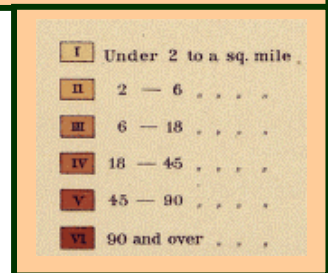 I Under 2 to a sq. mile
II 2 — 6 " " " "
III 6 — 18 " " " "
IV 18 — 45 " " " "
V 45 — 90 " " " "
VI 90 and over " " "